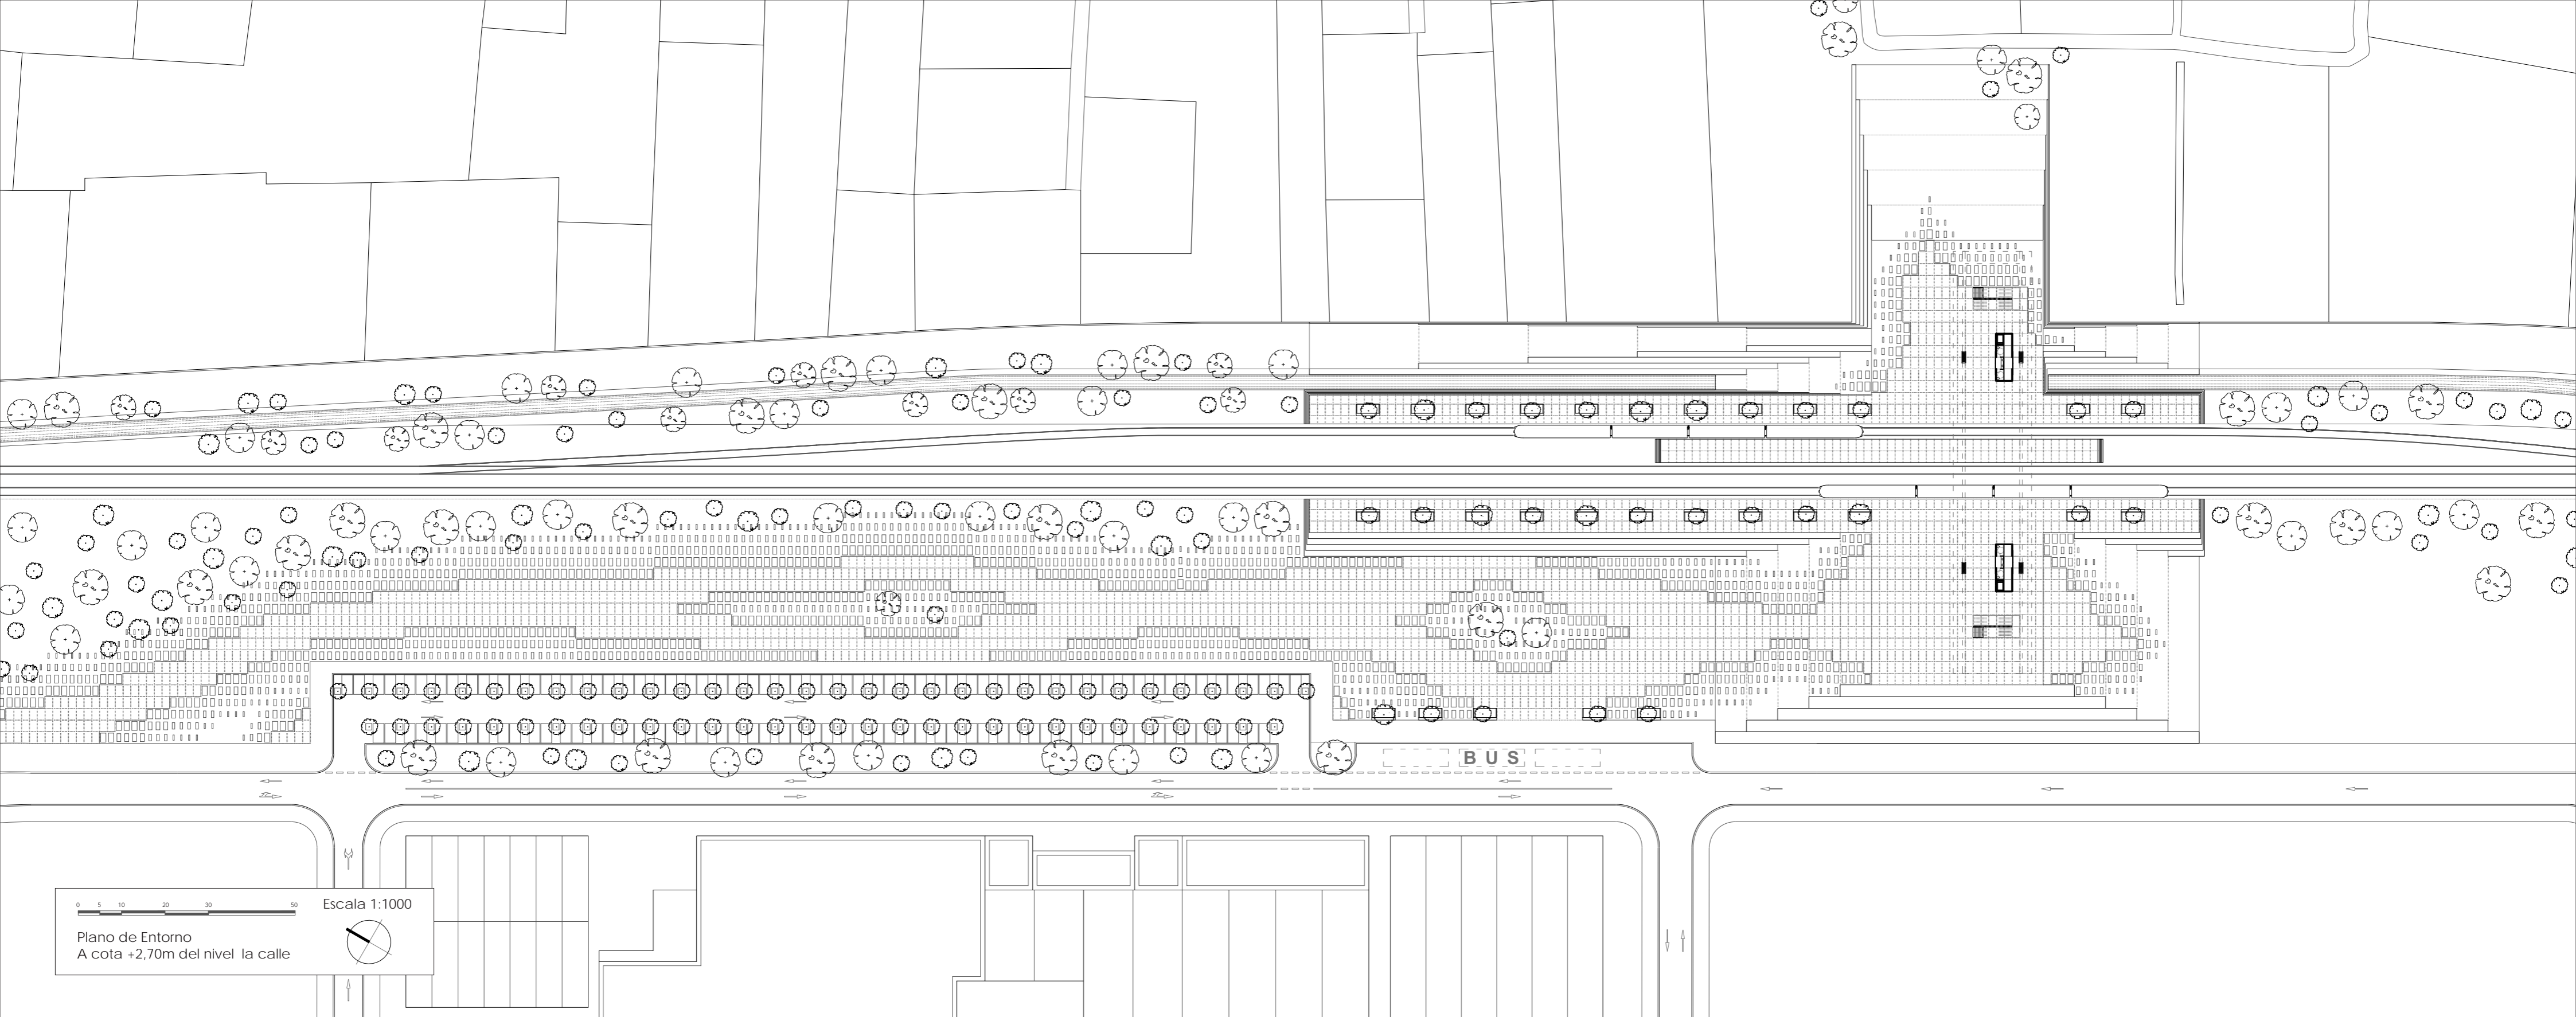 BUS
0 5 10 20 30 50
Escala 1:1000
Plano de Entorno
A cota +2,70m del nivel la calle